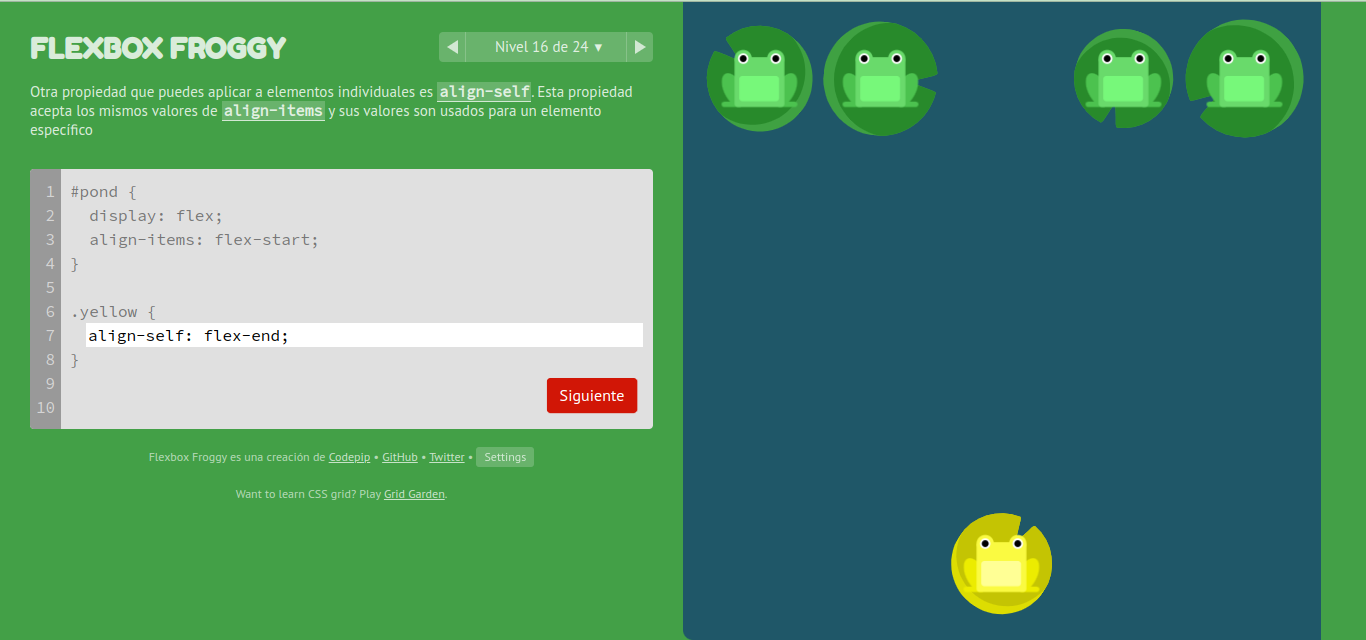 FLEXBOX FROGGY
◀ Nivel 16 de 24 ▾ ▶
Otra propiedad que puedes aplicar a elementos individuales es align-self. Esta propiedad
acepta los mismos valores de align-items y sus valores son usados para un elemento
específico
1 #pond {
2   display: flex;
3   align-items: flex-start;
4 }
5
6 .yellow {
7   align-self: flex-end;
8 }
9
10
Siguiente
Flexbox Froggy es una creación de Codepip • GitHub • Twitter • Settings
Want to learn CSS grid? Play Grid Garden.